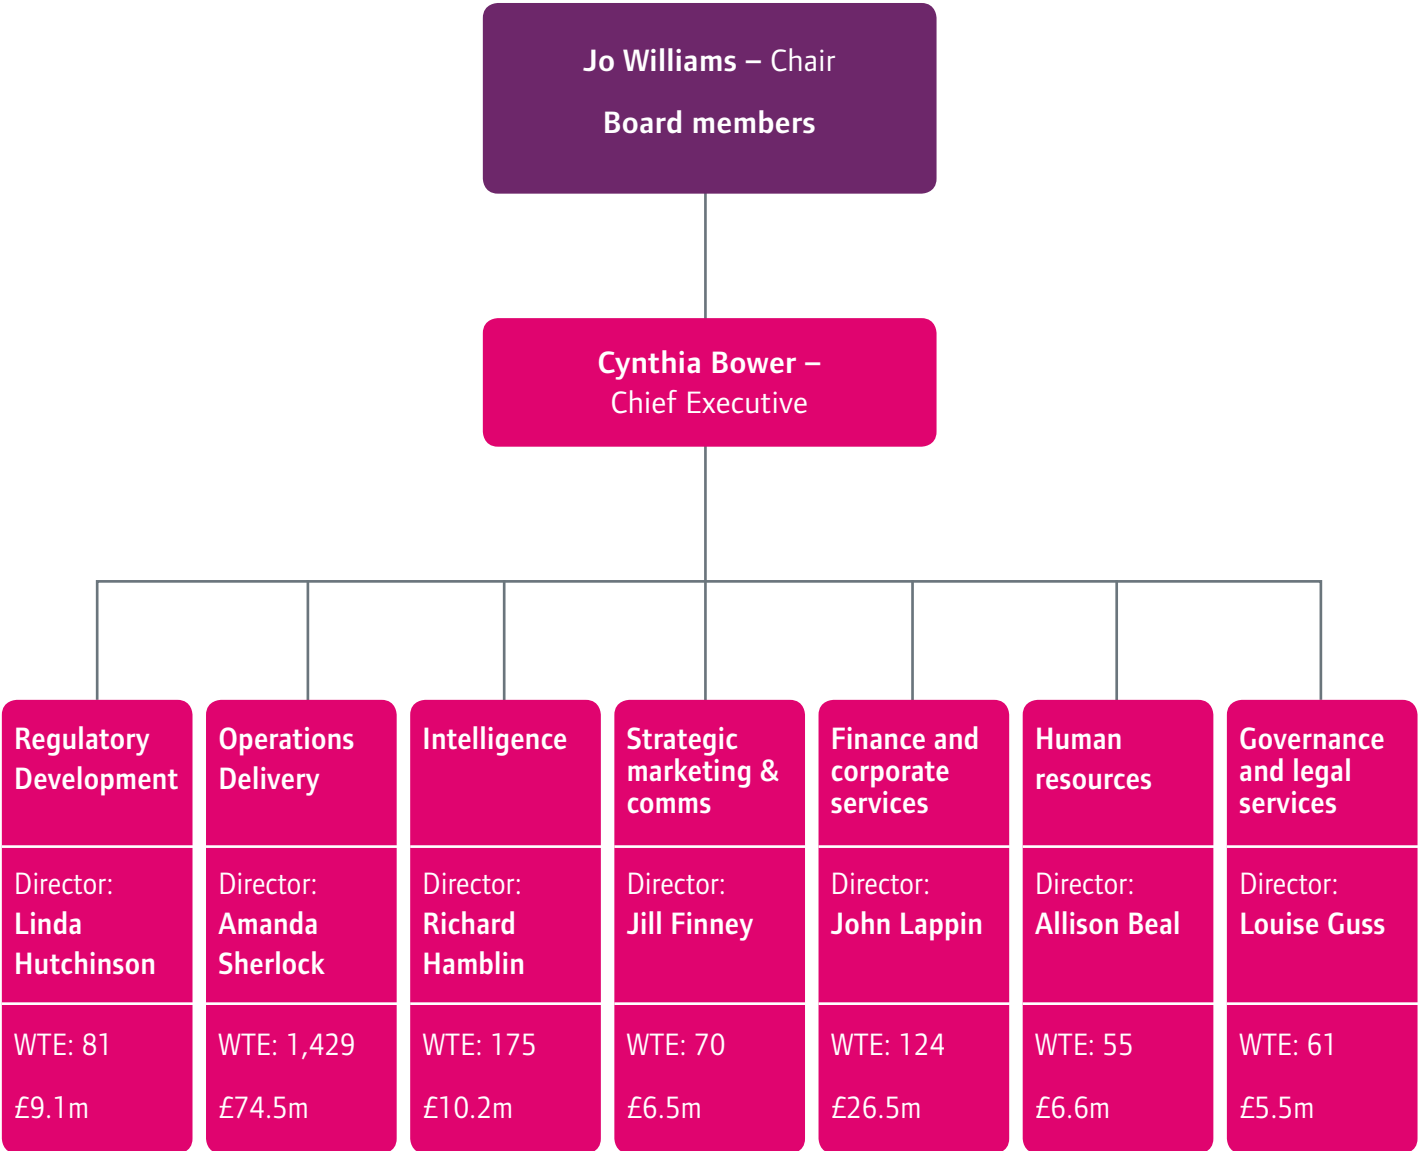 Jo Williams – Chair
Board members
Cynthia Bower –
Chief Executive
Regulatory
Development
Director:
Linda
Hutchinson
WTE: 81
£9.1m
Operations
Delivery
Director:
Amanda
Sherlock
WTE: 1,429
£74.5m
Intelligence
Director:
Richard
Hamblin
WTE: 175
£10.2m
Strategic
marketing &
comms
Director:
Jill Finney
WTE: 70
£6.5m
Finance and
corporate
services
Director:
John Lappin
WTE: 124
£26.5m
Human
resources
Director:
Allison Beal
WTE: 55
£6.6m
Governance
and legal
services
Director:
Louise Guss
WTE: 61
£5.5m